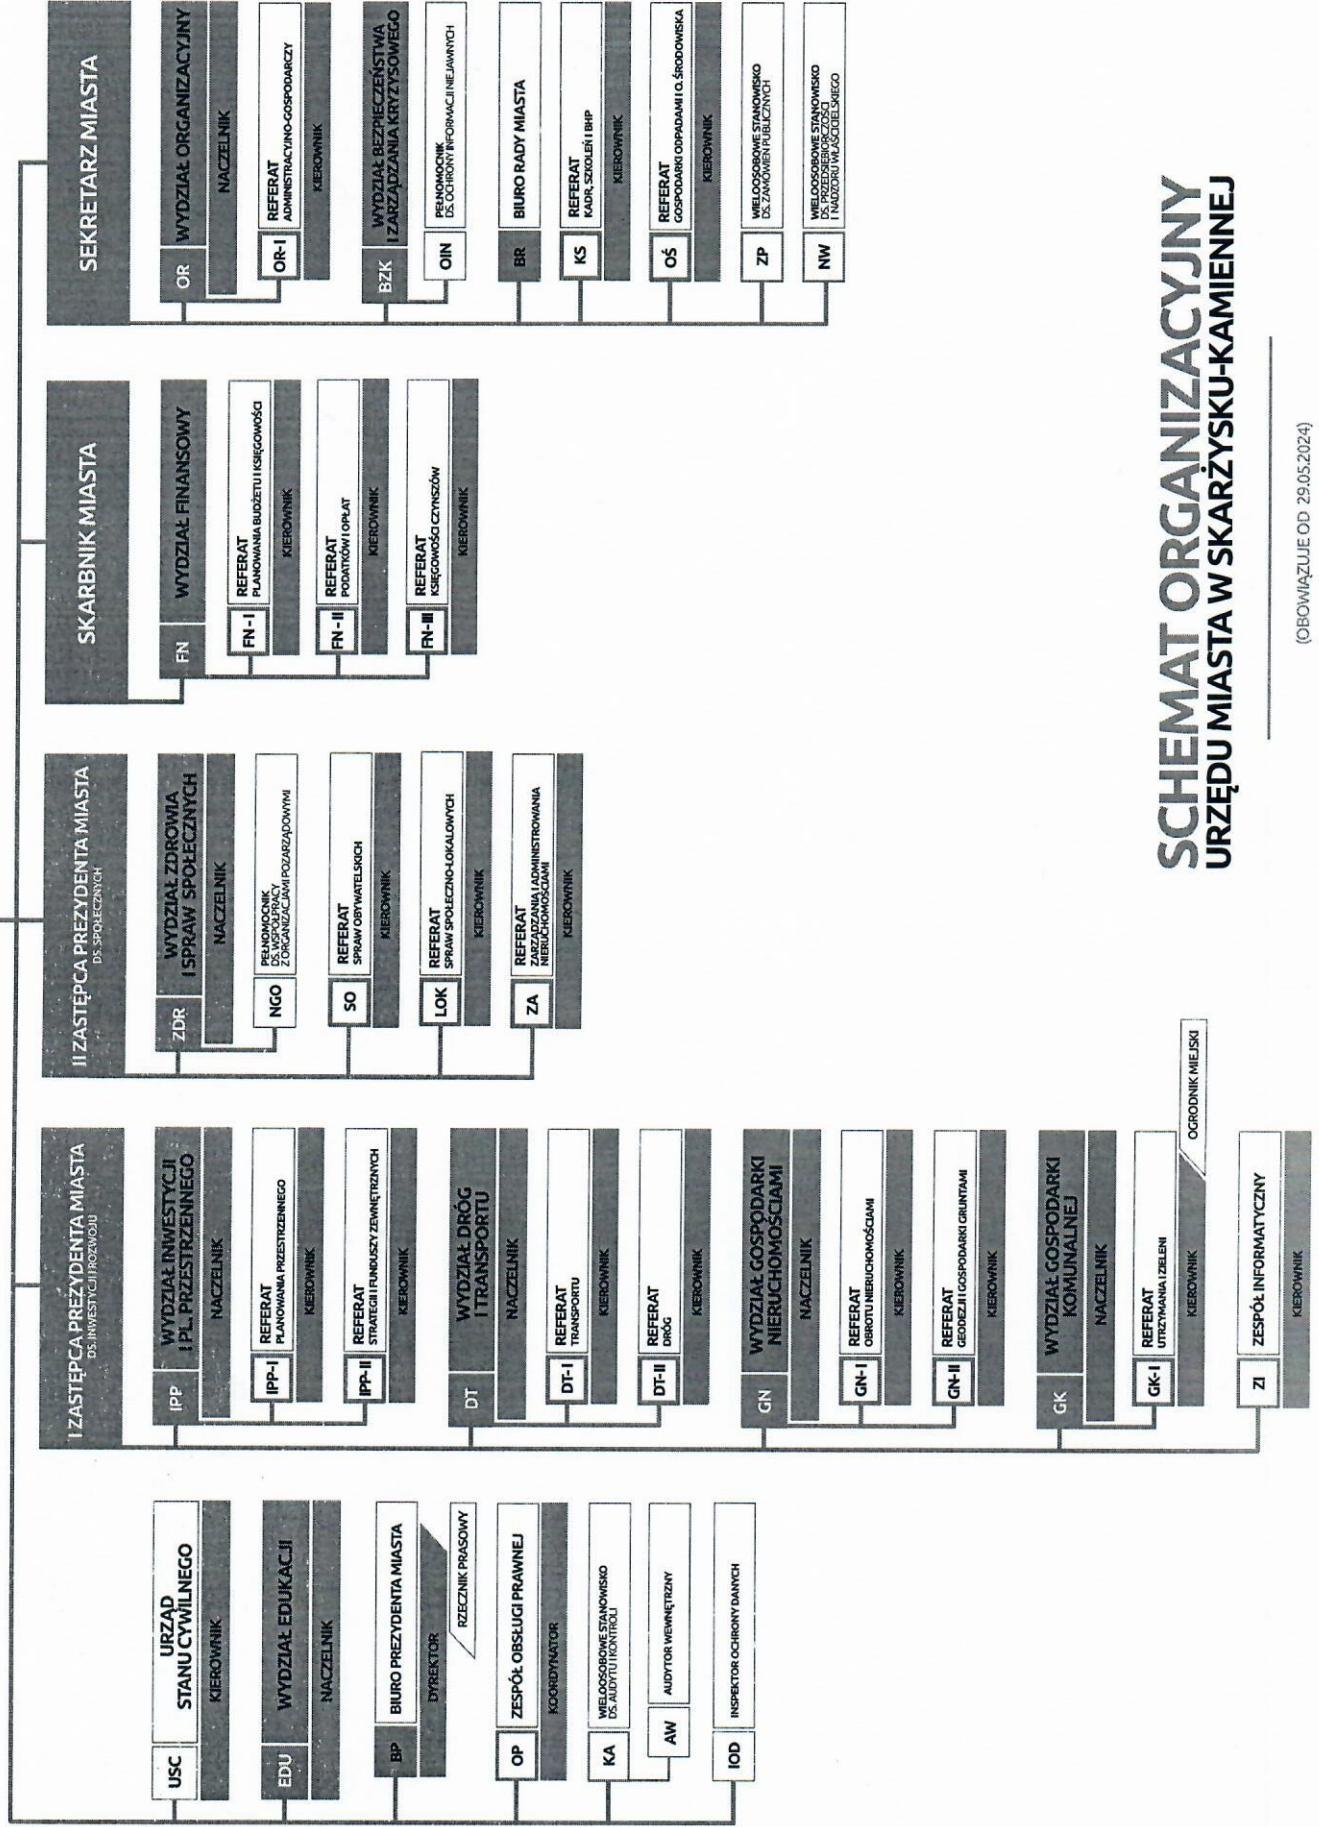 USC
URZĄD
STANU CYWILNEGO
KIEROWNIK
EDU
WYDZIAŁ EDUKACJI
NACZELNIK
BP
BIURO PREZYDENTA MIASTA
DYREKTOR
RZECZNIK PRASOWY
OP
ZESPÓŁ OBSŁUGI PRAWNEJ
KOORDYNATOR
KA
WIELOOSOBOWE STANOWISKO
DS. AUDYTU I KONTROLI
AW
AUDYTOR WEWNĘTRZNY
IOD
INSPEKTOR OCHRONY DANYCH
I ZASTĘPCA PREZYDENTA MIASTA
DS. INWESTYCJI I ROZWOJU
IPP
WYDZIAŁ INWESTYCJI
I PL. PRZESTRZENNEGO
NACZELNIK
IPP-I
REFERAT
PLANOWANIA PRZESTRZENNEGO
KIEROWNIK
IPP-II
REFERAT
STRATEGII I FUNDUSZY ZEWNĘTRZNYCH
KIEROWNIK
DT
WYDZIAŁ DRÓG
I TRANSPORTU
NACZELNIK
DT-I
REFERAT
TRANSPORTU
KIEROWNIK
DT-II
REFERAT
DRÓG
KIEROWNIK
GN
WYDZIAŁ GOSPODARKI
NIERUCHOMOŚCIAMI
NACZELNIK
GN-I
REFERAT
OBROTU NIERUCHOMOŚCIAMI
KIEROWNIK
GN-II
REFERAT
GEODEZJI I GOSPODARKI GRUNTAMI
KIEROWNIK
GK
WYDZIAŁ GOSPODARKI
KOMUNALNEJ
NACZELNIK
GK-I
REFERAT
UTRZYMANIA I ZIELENI
KIEROWNIK
OGRODNIK MIEJSKI
ZI
ZESPÓŁ INFORMATYCZNY
KIEROWNIK
II ZASTĘPCA PREZYDENTA MIASTA
DS. SPOŁECZNYCH
ZDR
WYDZIAŁ ZDROWIA
I SPRAW SPOŁECZNYCH
NACZELNIK
NGO
PEŁNOMOCNIK
DS. WSPÓŁPRACY
Z ORGANIZACJAMI POZARZĄDOWYMI
SO
REFERAT
SPRAW OBYWATELSKICH
KIEROWNIK
LOK
REFERAT
SPRAW SPOŁECZNO-LOKALOWYCH
KIEROWNIK
ZA
REFERAT
ZARZĄDZANIA I ADMINISTROWANIA
NIERUCHOMOŚCIAMI
KIEROWNIK
SKARBNIK MIASTA
FN
WYDZIAŁ FINANSOWY
FN - I
REFERAT
PLANOWANIA BUDŻETU I KSIĘGOWOŚCI
KIEROWNIK
FN - II
REFERAT
PODATKÓW I OPŁAT
KIEROWNIK
FN-III
REFERAT
KSIĘGOWOŚCI CZYNSZÓW
KIEROWNIK
SEKRETARZ MIASTA
OR
WYDZIAŁ ORGANIZACYJNY
NACZELNIK
OR-I
REFERAT
ADMINISTRACYJNO-GOSPODARCZY
KIEROWNIK
BZK
WYDZIAŁ BEZPIECZEŃSTWA
I ZARZĄDZANIA KRYZYSOWEGO
OIN
PEŁNOMOCNIK
DS. OCHRONY INFORMACJI NIEJAWNYCH
BR
BIURO RADY MIASTA
KS
REFERAT
KADR, SZKOLEŃ I BHP
KIEROWNIK
OŚ
REFERAT
GOSPODARKI ODPADAMI I O. ŚRODOWISKA
KIEROWNIK
ZP
WIELOOSOBOWE STANOWISKO
DS. ZAMÓWIEŃ PUBLICZNYCH
NW
WIELOOSOBOWE STANOWISKO
DS. PRZEDSIĘBIORCZOŚCI
I NADZORU WŁAŚCICIELSKIEGO
SCHEMAT ORGANIZACYJNY
URZĘDU MIASTA W SKARŻYSKU-KAMIENNEJ
(OBOWIĄZUJE OD 29.05.2024)